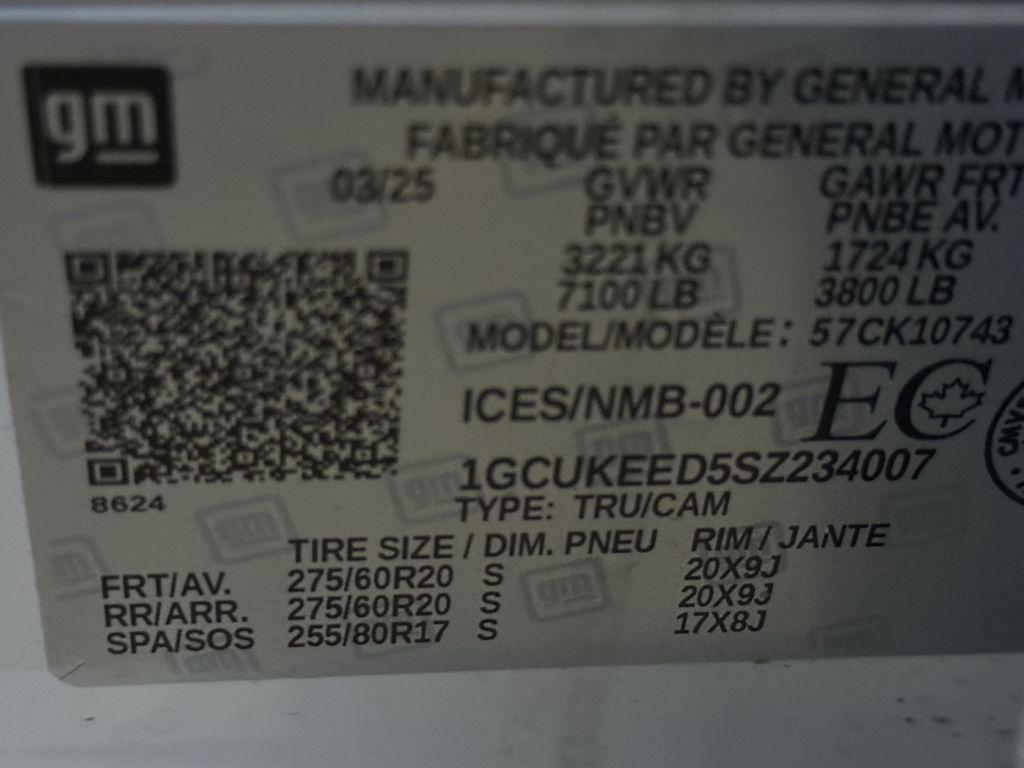 gm
MANUFACTURED BY GENERAL M
FABRIQUÉ PAR GENERAL MOT
03/25 GVWR GAWR FRT
PNBV PNBE AV.
3221 KG 1724 KG
7100 LB 3800 LB
MODEL/MODÈLE: 57CK10743
ICES/NMB-002 EC
1GCUKEED5SZ234007
8624
TYPE: TRU/CAM
TIRE SIZE / DIM. PNEU RIM / JANTE
FRT/AV. 275/60R20 S 20X9J
RR/ARR. 275/60R20 S 20X9J
SPA/SOS 255/80R17 S 17X8J